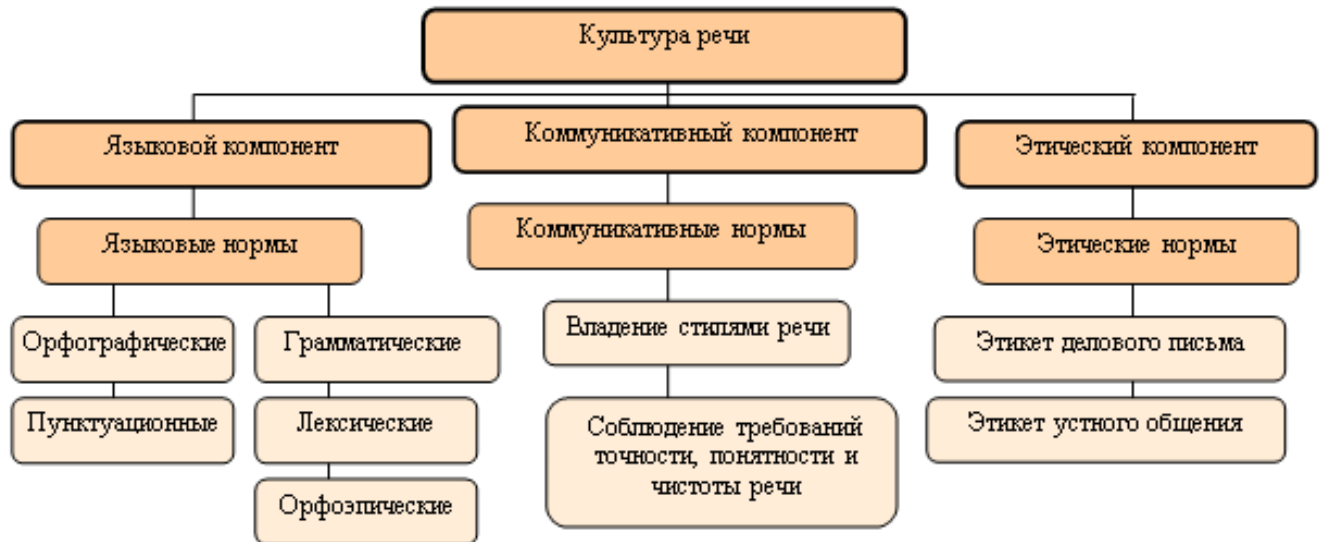 Культура речи
Языковой компонент
Коммуникативный компонент
Этический компонент
Языковые нормы
Коммуникативные нормы
Этические нормы
Орфографические
Грамматические
Владение стилями речи
Этикет делового письма
Пунктуационные
Лексические
Соблюдение требований
точности, понятности и
чистоты речи
Этикет устного общения
Орфоэпические